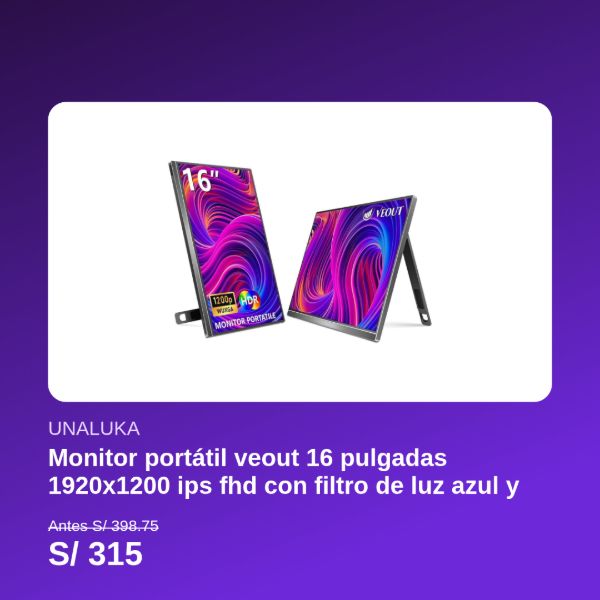 16"
VEOUT
1200p
WUXGA
HDR
MONITOR PORTATILE
UNALUKA
Monitor portátil veout 16 pulgadas
1920x1200 ips fhd con filtro de luz azul y
Antes S/ 398.75
S/ 315